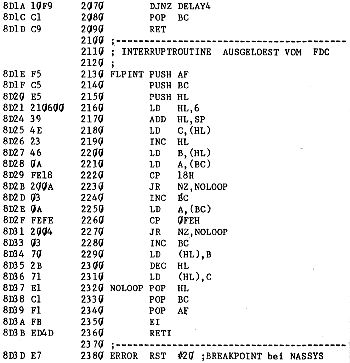 8D1A 10F9 2070 DJNZ DELAY4
8D1C C1 2080 POP BC
8D1D C9 2090 RET
2100 ;----------------------------------------
2110 ; INTERRUPTROUTINE AUSGELOEST VOM FDC
2120 ;
8D1E F5 2130 FLPINT PUSH AF
8D1F C5 2140 PUSH BC
8D20 E5 2150 PUSH HL
8D21 210600 2160 LD HL,6
8D24 39 2170 ADD HL,SP
8D25 4E 2180 LD C,(HL)
8D26 23 2190 INC HL
8D27 46 2200 LD B,(HL)
8D28 0A 2210 LD A,(BC)
8D29 FE18 2220 CP 18H
8D2B 200A 2230 JR NZ,NOLOOP
8D2D 03 2240 INC BC
8D2E 0A 2250 LD A,(BC)
8D2F FEFE 2260 CP 0FEH
8D31 2004 2270 JR NZ,NOLOOP
8D33 03 2280 INC BC
8D34 70 2290 LD (HL),B
8D35 2B 2300 DEC HL
8D36 71 2310 LD (HL),C
8D37 E1 2320 NOLOOP POP HL
8D38 C1 2330 POP BC
8D39 F1 2340 POP AF
8D3A FB 2350 EI
8D3B ED4D 2360 RETI
2370 ;----------------------------------------
8D3D E7 2380 ERROR RST #20 ;BREAKPOINT bei NASSYS